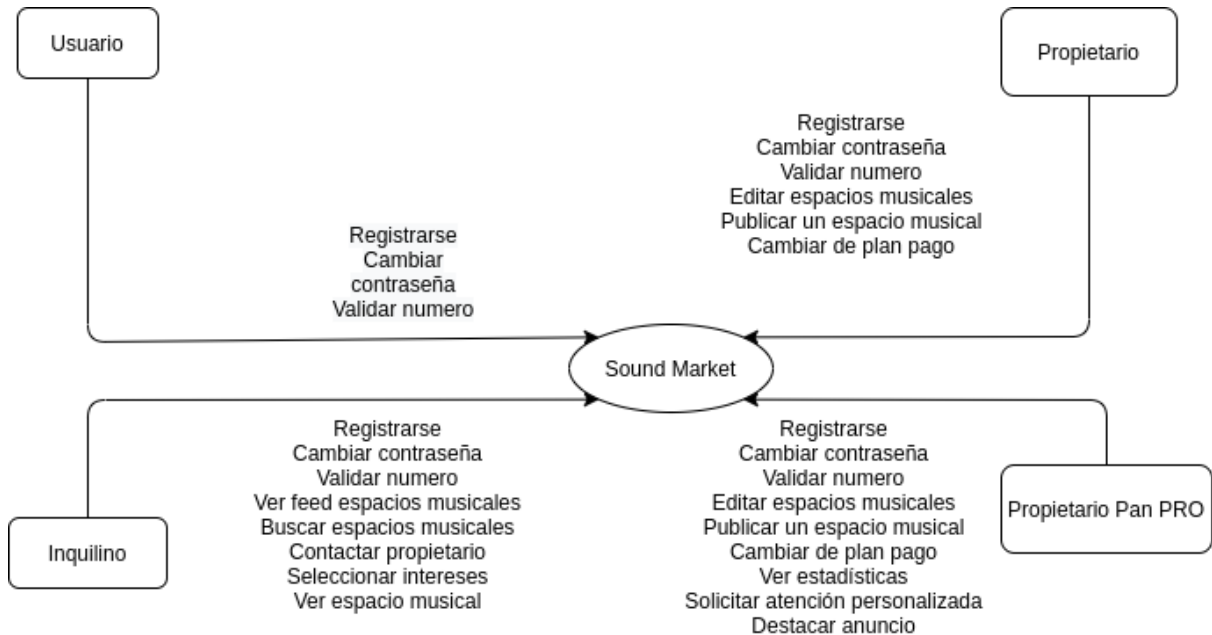 Usuario
Propietario
Registrarse
Cambiar contraseña
Validar numero
Editar espacios musicales
Publicar un espacio musical
Cambiar de plan pago
Registrarse
Cambiar
contraseña
Validar numero
Sound Market
Registrarse
Cambiar contraseña
Validar numero
Ver feed espacios musicales
Buscar espacios musicales
Contactar propietario
Seleccionar intereses
Ver espacio musical
Inquilino
Registrarse
Cambiar contraseña
Validar numero
Editar espacios musicales
Publicar un espacio musical
Cambiar de plan pago
Ver estadísticas
Solicitar atención personalizada
Destacar anuncio
Propietario Pan PRO